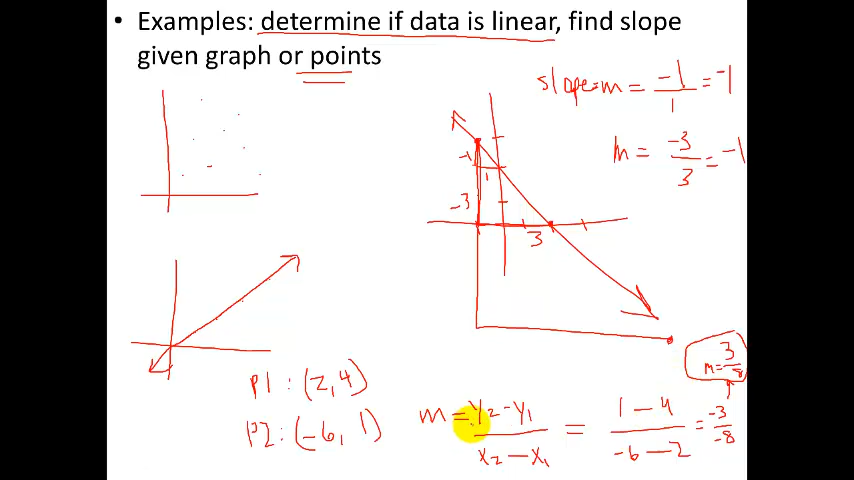 • Examples: determine if data is linear, find slope
given graph or points
slope=m = -1/1 = -1
m = -3/3 = -1
-1
1
-3
3
m = 3/8
P1 : (2,4)
P2 : (-6, 1)
m = y₂ - y₁ / x₂ - x₁ = 1 - 4 / -6 - 2 = -3 / -8